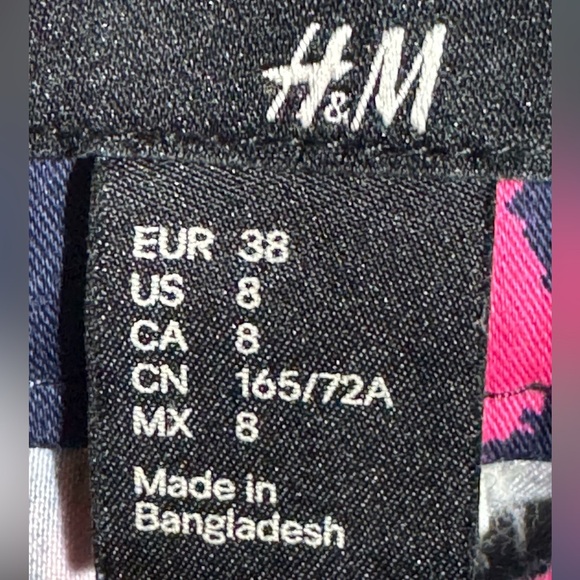 H&M
EUR 38
US 8
CA 8
CN 165/72A
MX 8
Made in
Bangladesh